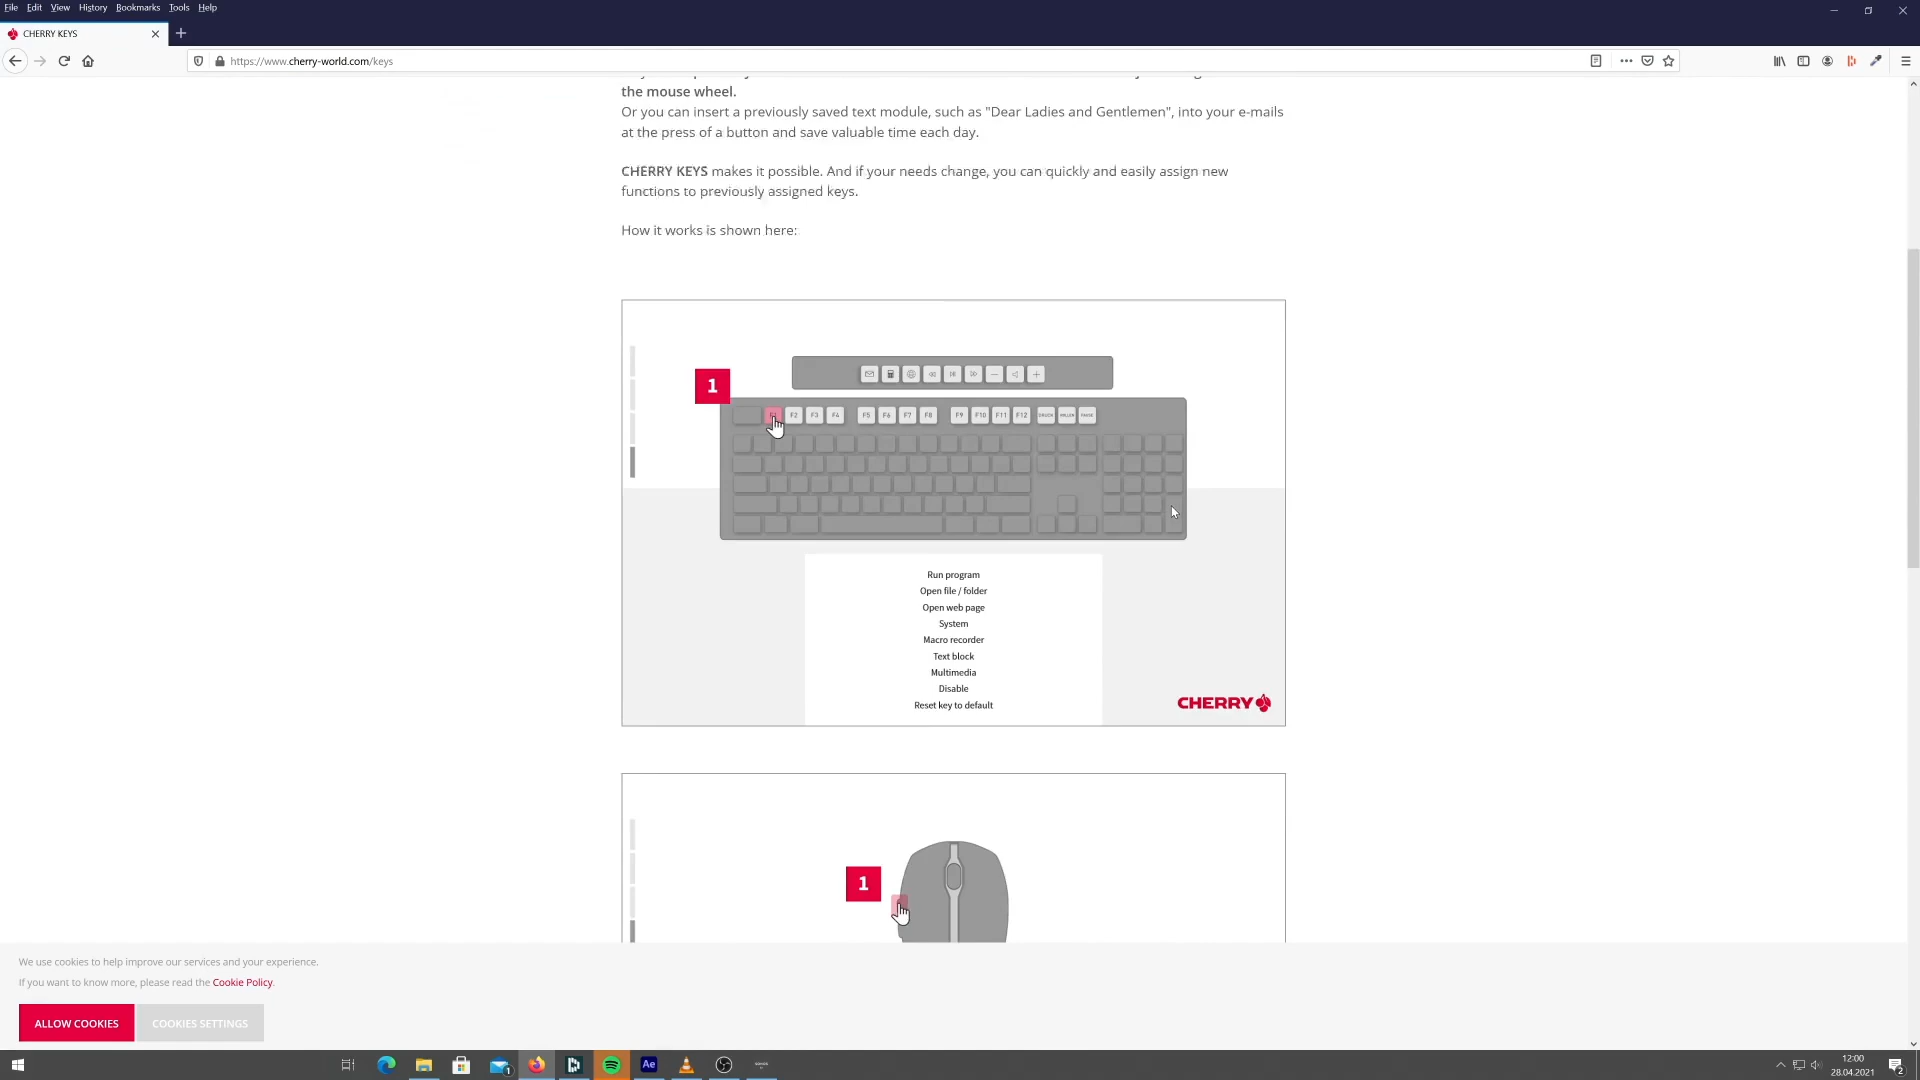 File Edit View History Bookmarks Tools Help
CHERRY KEYS
https://www.cherry-world.com/keys
the mouse wheel.
Or you can insert a previously saved text module, such as "Dear Ladies and Gentlemen", into your e-mails
at the press of a button and save valuable time each day.
CHERRY KEYS makes it possible. And if your needs change, you can quickly and easily assign new
functions to previously assigned keys.
How it works is shown here:
1
F2 F3 F4 F5 F6 F7 F8 F9 F10 F11 F12 DRUCK ROLLEN PAUSE
Run program
Open file / folder
Open web page
System
Macro recorder
Text block
Multimedia
Disable
Reset key to default
CHERRY
1
We use cookies to help improve our services and your experience.
If you want to know more, please read the Cookie Policy.
ALLOW COOKIES COOKIES SETTINGS
Ae
12:00
28.04.2021